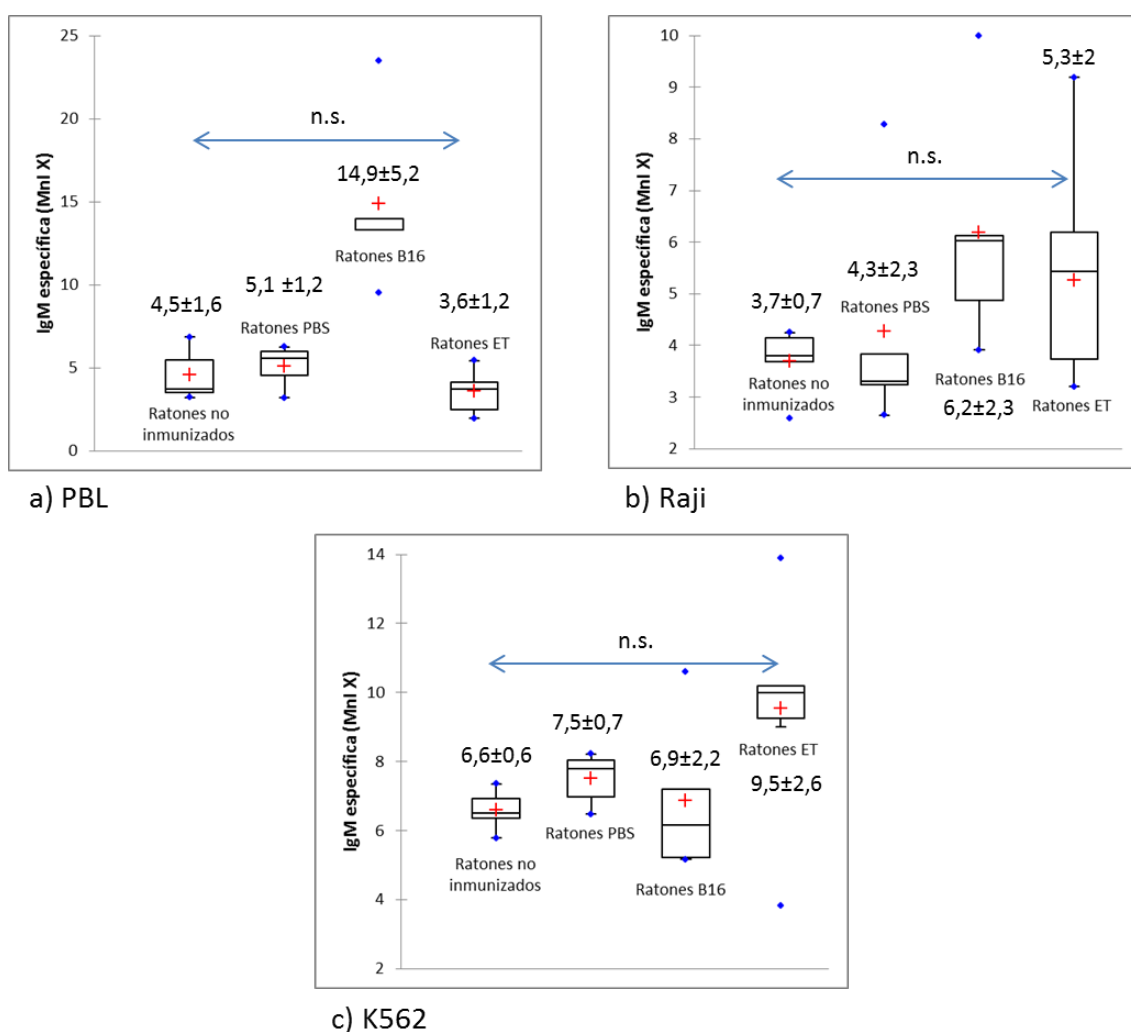 IgM específica (MnI X)
25
20
15
10
5
0
n.s.
14,9±5,2
Ratones B16
4,5±1,6
5,1 ±1,2
3,6±1,2
Ratones PBS
Ratones ET
Ratones no
inmunizados
a) PBL
IgM específica (MnI X)
10
9
8
7
6
5
4
3
2
5,3±2
n.s.
4,3±2,3
3,7±0,7
Ratones PBS
Ratones no
inmunizados
Ratones B16
6,2±2,3
Ratones ET
b) Raji
IgM específica (MnI X)
14
12
10
8
6
4
2
n.s.
7,5±0,7
6,6±0,6
6,9±2,2
Ratones ET
9,5±2,6
Ratones PBS
Ratones no
inmunizados
Ratones B16
c) K562